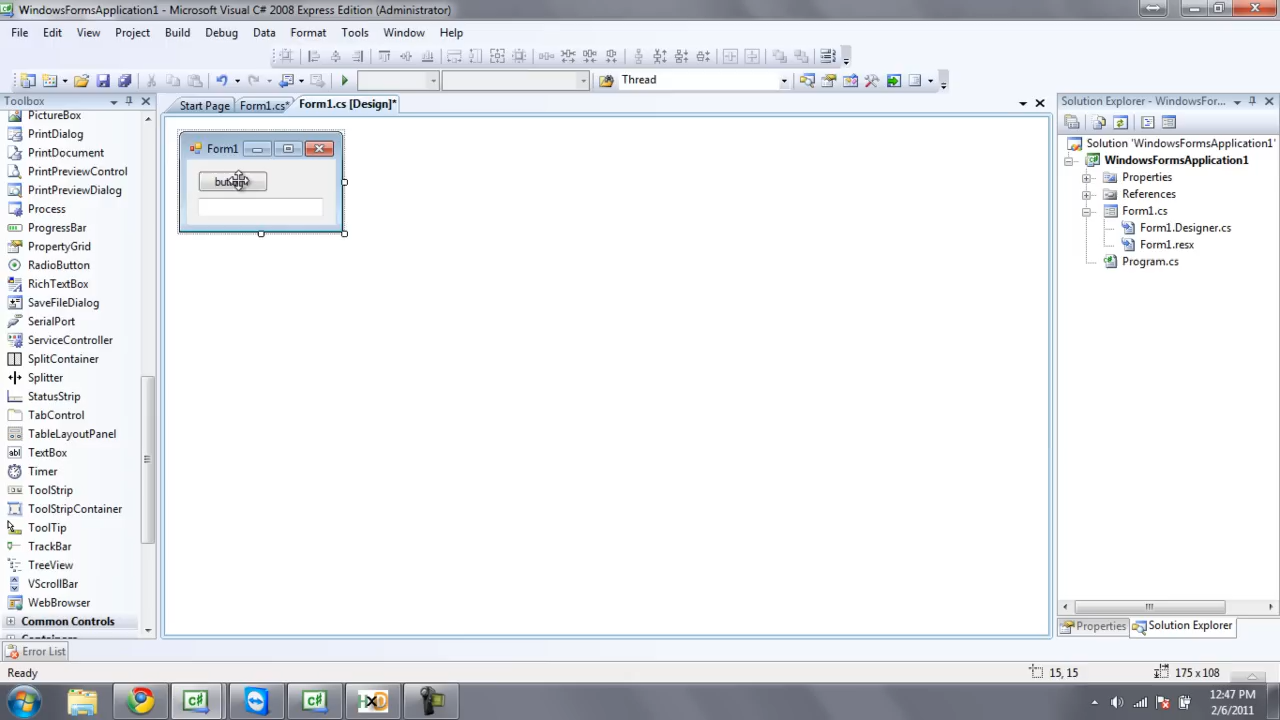 WindowsFormsApplication1 - Microsoft Visual C# 2008 Express Edition (Administrator)
File Edit View Project Build Debug Format Tools Window Help
Thread
Toolbox
Start Page Form1.cs* Form1.cs [Design]*
Solution Explorer - WindowsFor...
PictureBox
PrintDialog
PrintDocument
PrintPreviewControl
PrintPreviewDialog
Process
ProgressBar
PropertyGrid
RadioButton
RichTextBox
SaveFileDialog
SerialPort
ServiceController
SplitContainer
Splitter
StatusStrip
TabControl
TableLayoutPanel
TextBox
Timer
ToolStrip
ToolStripContainer
ToolTip
TrackBar
TreeView
VScrollBar
WebBrowser
Common Controls
Form1
Solution 'WindowsFormsApplication1'
WindowsFormsApplication1
Properties
References
Form1.cs
Form1.Designer.cs
Form1.resx
Program.cs
Properties Solution Explorer
Error List
Ready
15, 15
175 x 108
12:47 PM
2/6/2011